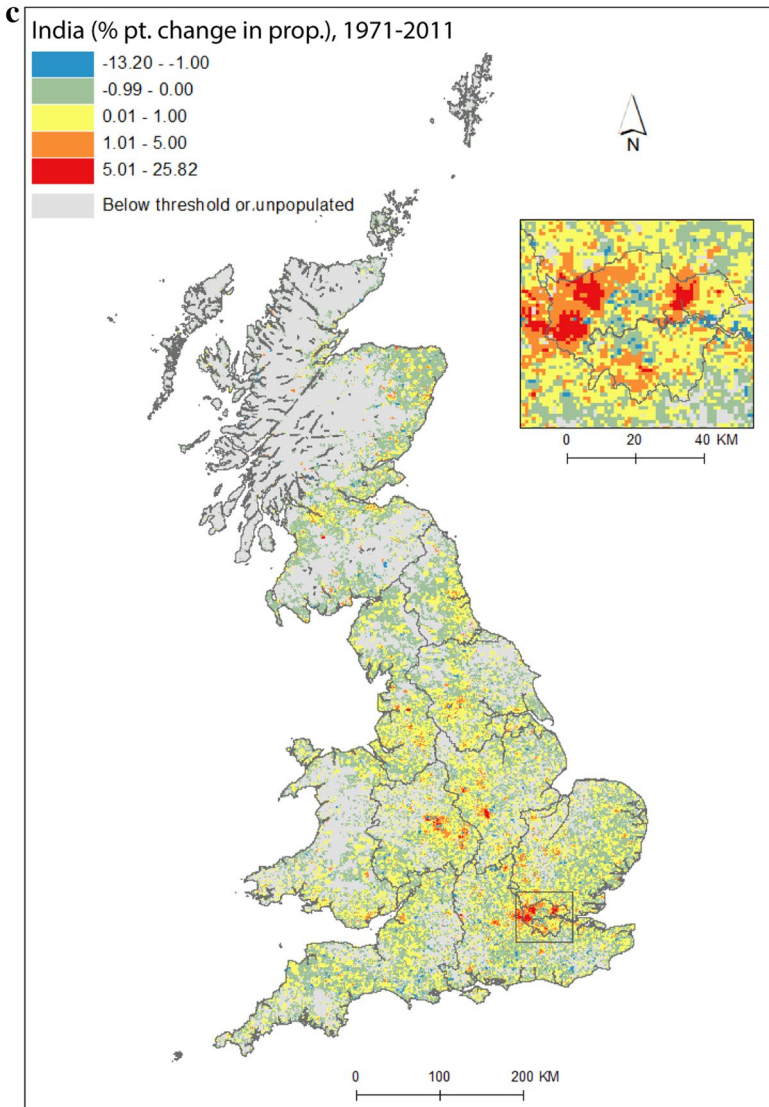 c
India (% pt. change in prop.), 1971-2011
-13.20 - -1.00
-0.99 - 0.00
0.01 - 1.00
1.01 - 5.00
5.01 - 25.82
Below threshold or.unpopulated
N
0 20 40 KM
0 100 200 KM